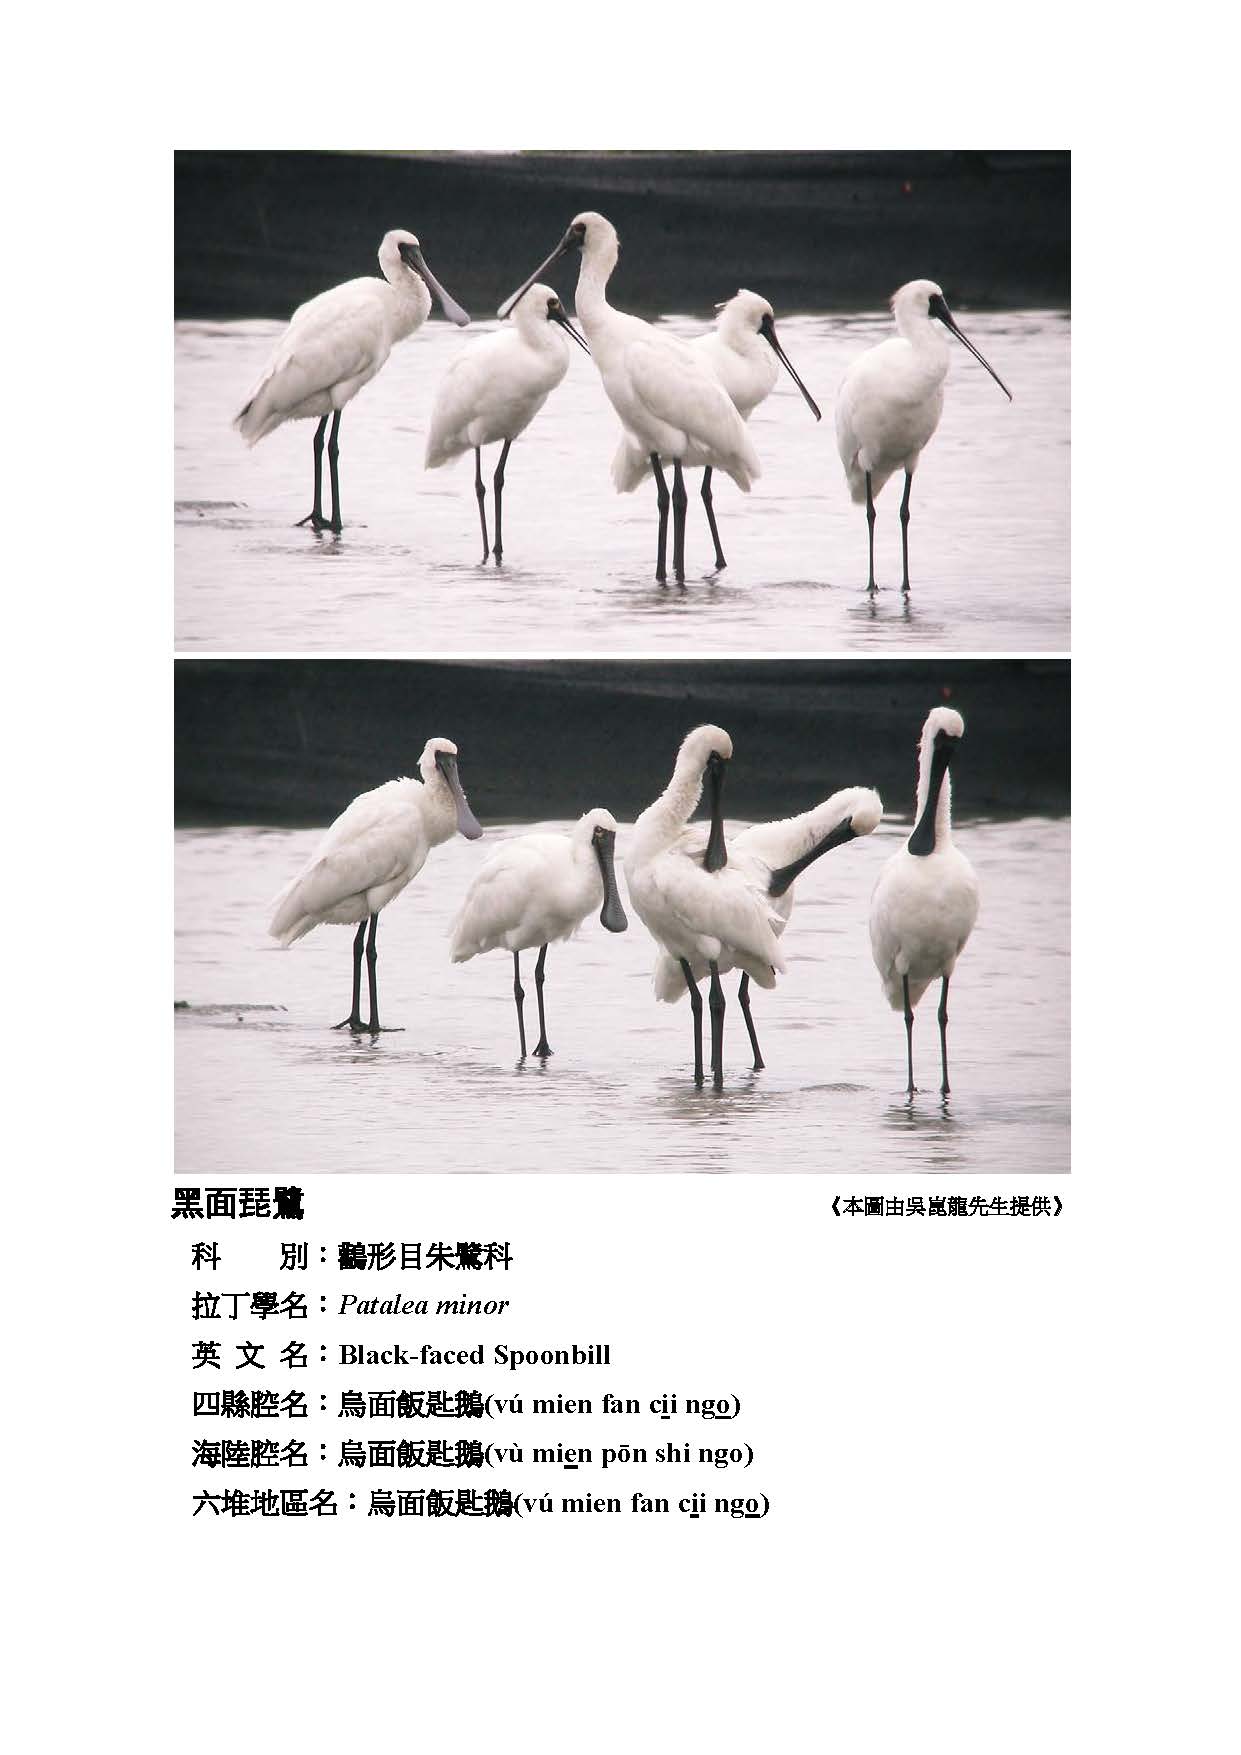 黑面琵鷺
《本圖由吳崑龍先生提供》
科　　別：鸛形目朱鷺科
拉丁學名：Patalea minor
英 文 名：Black-faced Spoonbill
四縣腔名：烏面飯匙鵝(vú mien fan cii ngo)
海陸腔名：烏面飯匙鵝(vù mien pōn shi ngo)
六堆地區名：烏面飯匙鵝(vú mien fan cii ngo)